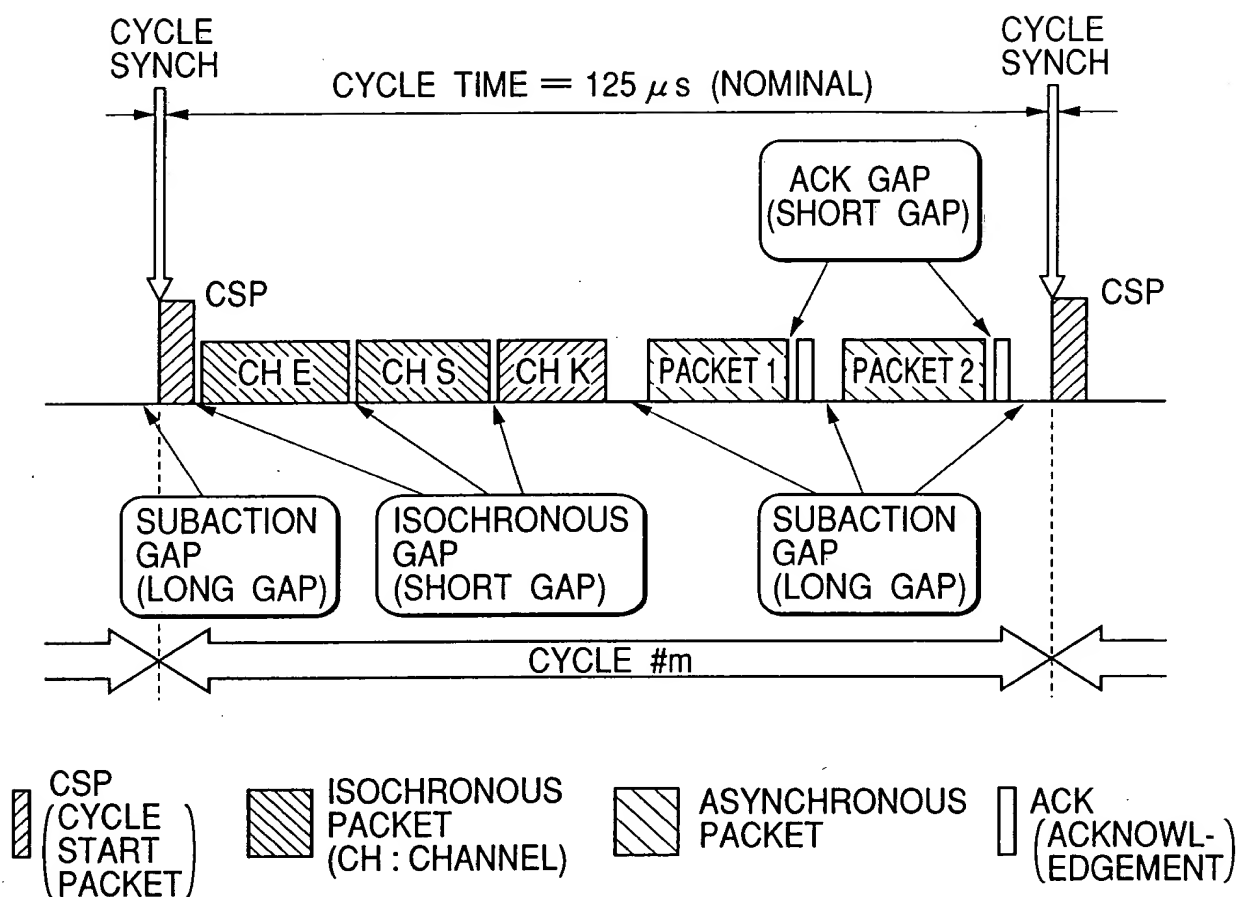 CYCLE
SYNCH
CYCLE TIME = 125 μs (NOMINAL)
CYCLE
SYNCH
ACK GAP
(SHORT GAP)
CSP
CSP
CH E
CH S
CH K
PACKET 1
PACKET 2
SUBACTION
GAP
(LONG GAP)
ISOCHRONOUS
GAP
(SHORT GAP)
SUBACTION
GAP
(LONG GAP)
CYCLE #m
CSP
(CYCLE
START
PACKET)
ISOCHRONOUS
PACKET
(CH : CHANNEL)
ASYNCHRONOUS
PACKET
ACK
(ACKNOWL-
EDGEMENT)